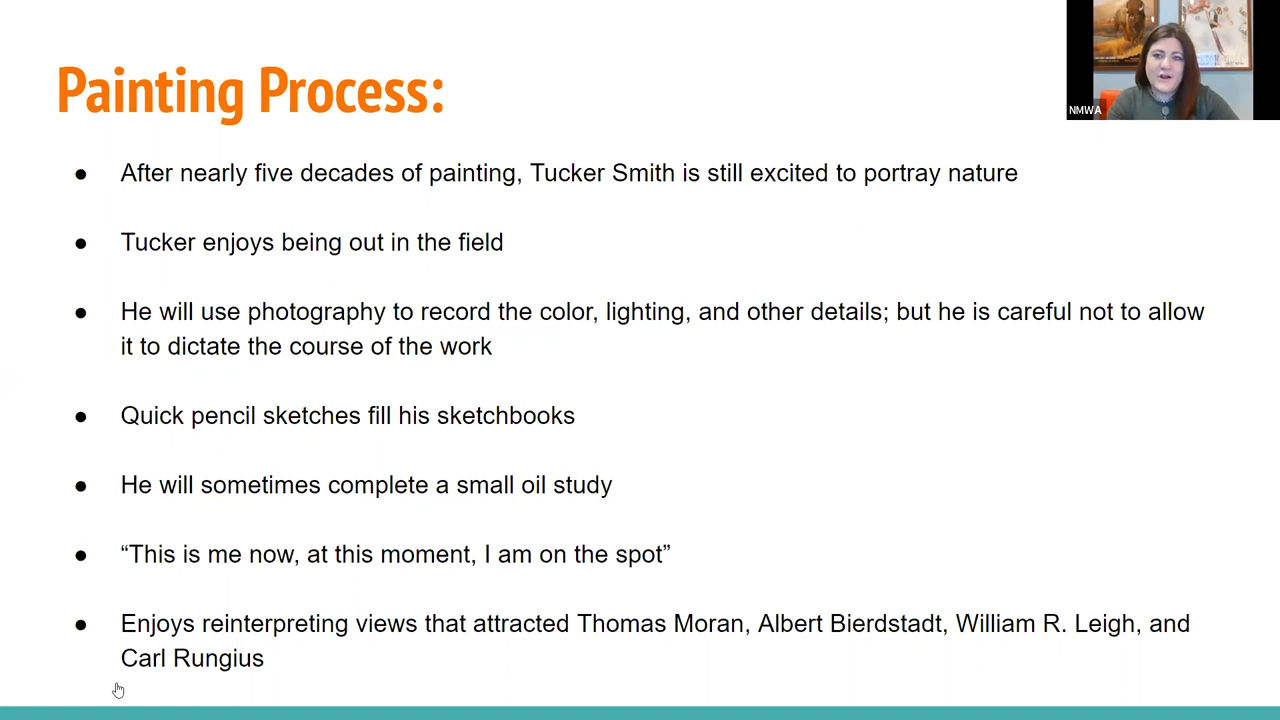 Painting Process:
NMWA
● After nearly five decades of painting, Tucker Smith is still excited to portray nature
● Tucker enjoys being out in the field
● He will use photography to record the color, lighting, and other details; but he is careful not to allow
it to dictate the course of the work
● Quick pencil sketches fill his sketchbooks
● He will sometimes complete a small oil study
● “This is me now, at this moment, I am on the spot”
● Enjoys reinterpreting views that attracted Thomas Moran, Albert Bierdstadt, William R. Leigh, and
Carl Rungius